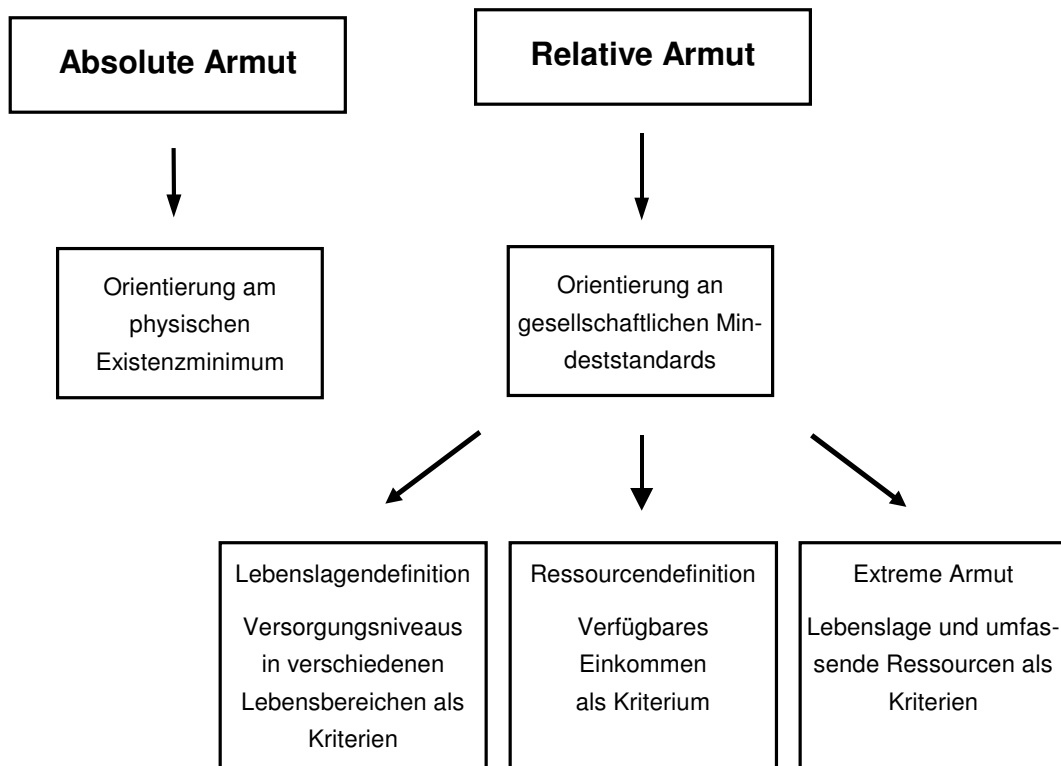 Absolute Armut
Relative Armut
Orientierung am
physischen
Existenzminimum
Orientierung an
gesellschaftlichen Min-
deststandards
Lebenslagendefinition
Versorgungsniveaus
in verschiedenen
Lebensbereichen als
Kriterien
Ressourcendefinition
Verfügbares
Einkommen
als Kriterium
Extreme Armut
Lebenslage und umfas-
sende Ressourcen als
Kriterien